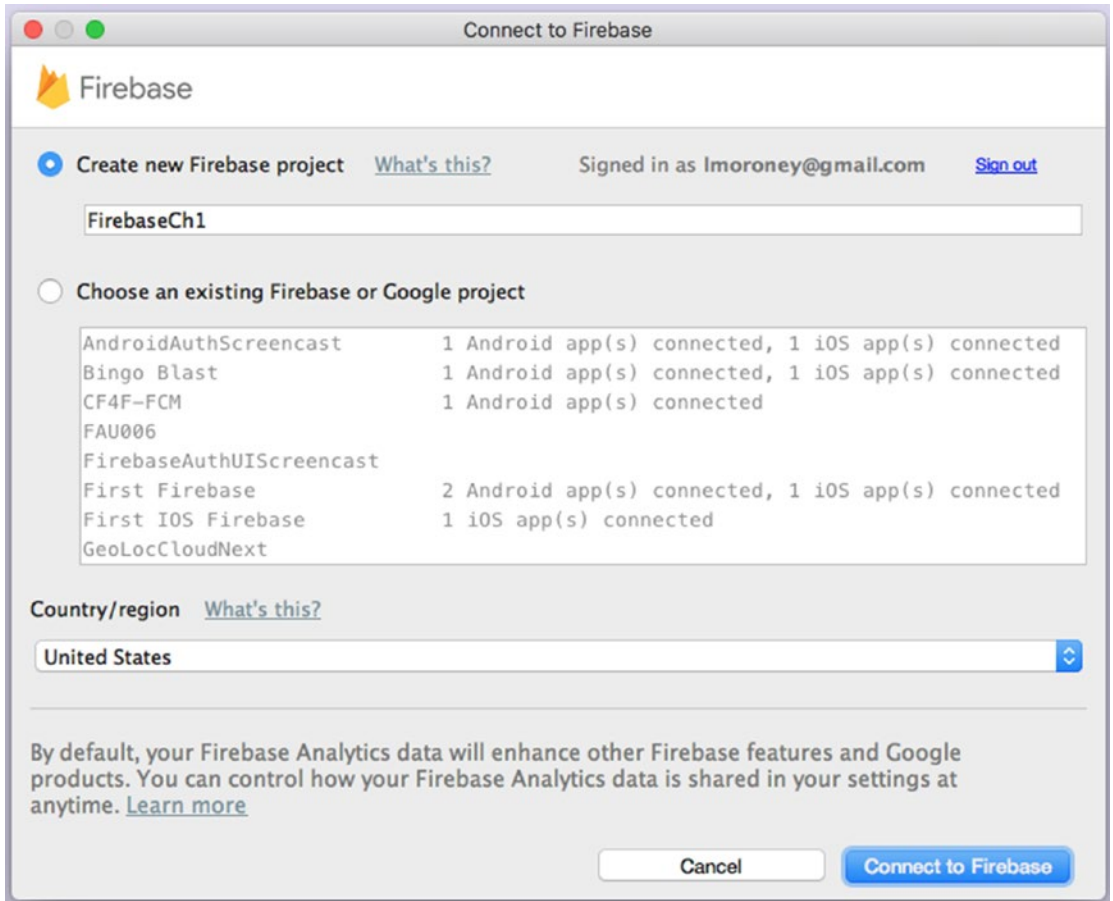 Connect to Firebase
Firebase
Create new Firebase project What's this? Signed in as lmoroney@gmail.com Sign out
FirebaseCh1
Choose an existing Firebase or Google project
AndroidAuthScreencast 1 Android app(s) connected, 1 iOS app(s) connected
Bingo Blast 1 Android app(s) connected, 1 iOS app(s) connected
CF4F-FCM 1 Android app(s) connected
FAU006
FirebaseAuthUIScreencast
First Firebase 2 Android app(s) connected, 1 iOS app(s) connected
First IOS Firebase 1 iOS app(s) connected
GeoLocCloudNext
Country/region What's this?
United States
By default, your Firebase Analytics data will enhance other Firebase features and Google
products. You can control how your Firebase Analytics data is shared in your settings at
anytime. Learn more
Cancel Connect to Firebase